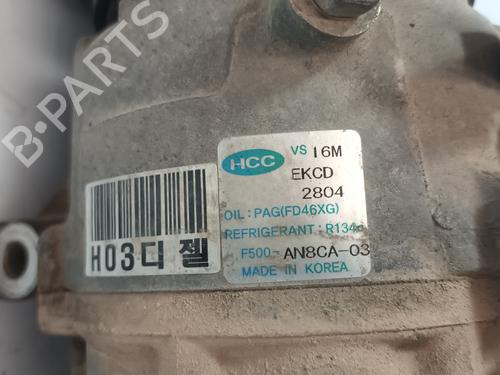 B-PARTS
HCC VS 16M
EKCD
2804
OIL : PAG(FD46XG)
REFRIGERANT : R134a
F500-AN8CA-03
MADE IN KOREA
H03디젤